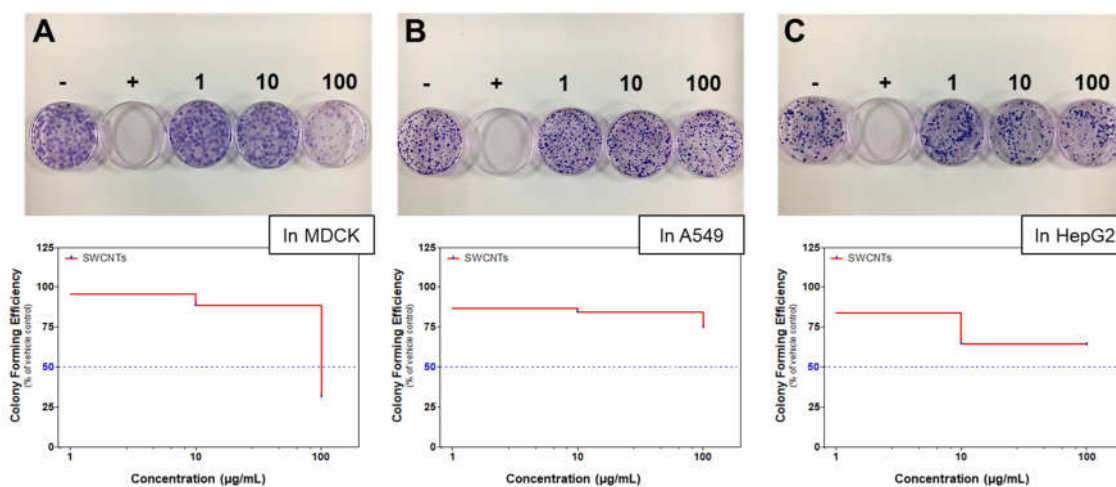 A
- + 1 10 100
In MDCK
125
100
75
50
25
0
SWCNTs
Colony Forming Efficiency
(% of vehicle control)
1 10 100
Concentration (µg/mL)
B
- + 1 10 100
In A549
125
100
75
50
25
0
SWCNTs
Colony Forming Efficiency
(% of vehicle control)
1 10 100
Concentration (µg/mL)
C
- + 1 10 100
In HepG2
125
100
75
50
25
0
SWCNTs
Colony Forming Efficiency
(% of vehicle control)
1 10 100
Concentration (µg/mL)